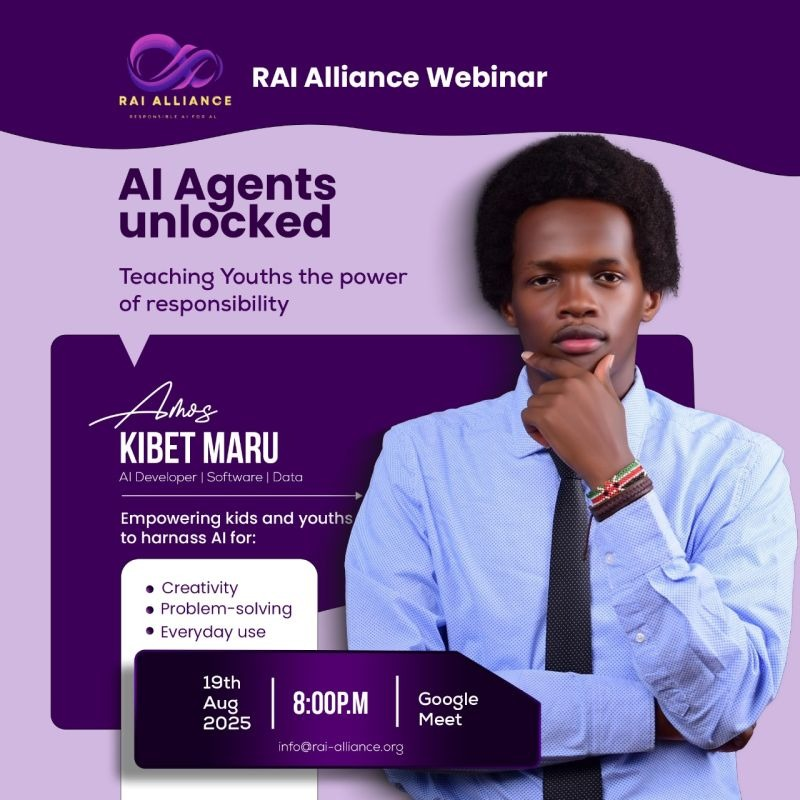 RAI ALLIANCE
RESPONSIBLE AI FOR AL
RAI Alliance Webinar
AI Agents
unlocked
Teaching Youths the power
of responsibility
Amos
KIBET MARU
AI Developer | Software | Data
Empowering kids and youths
to harnass AI for:
Creativity
Problem-solving
Everyday use
19th
Aug
2025
8:00P.M
Google
Meet
info@rai-alliance.org